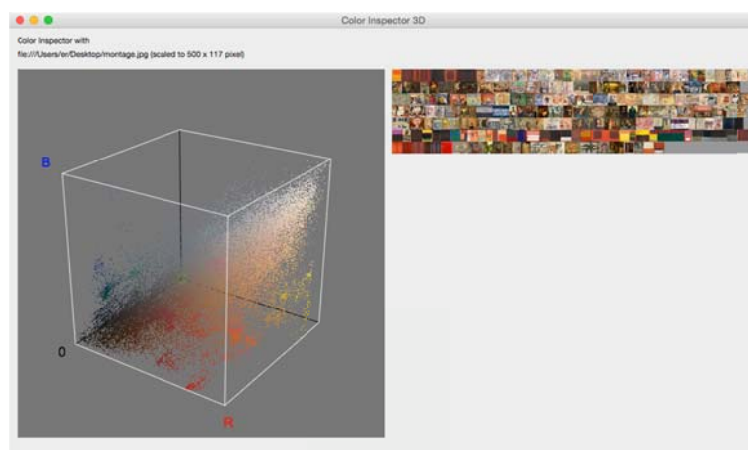 Color Inspector 3D
Color Inspector with
file:///Users/er/Desktop/montage.jpg (scaled to 500 x 117 pixel)
B
0
R